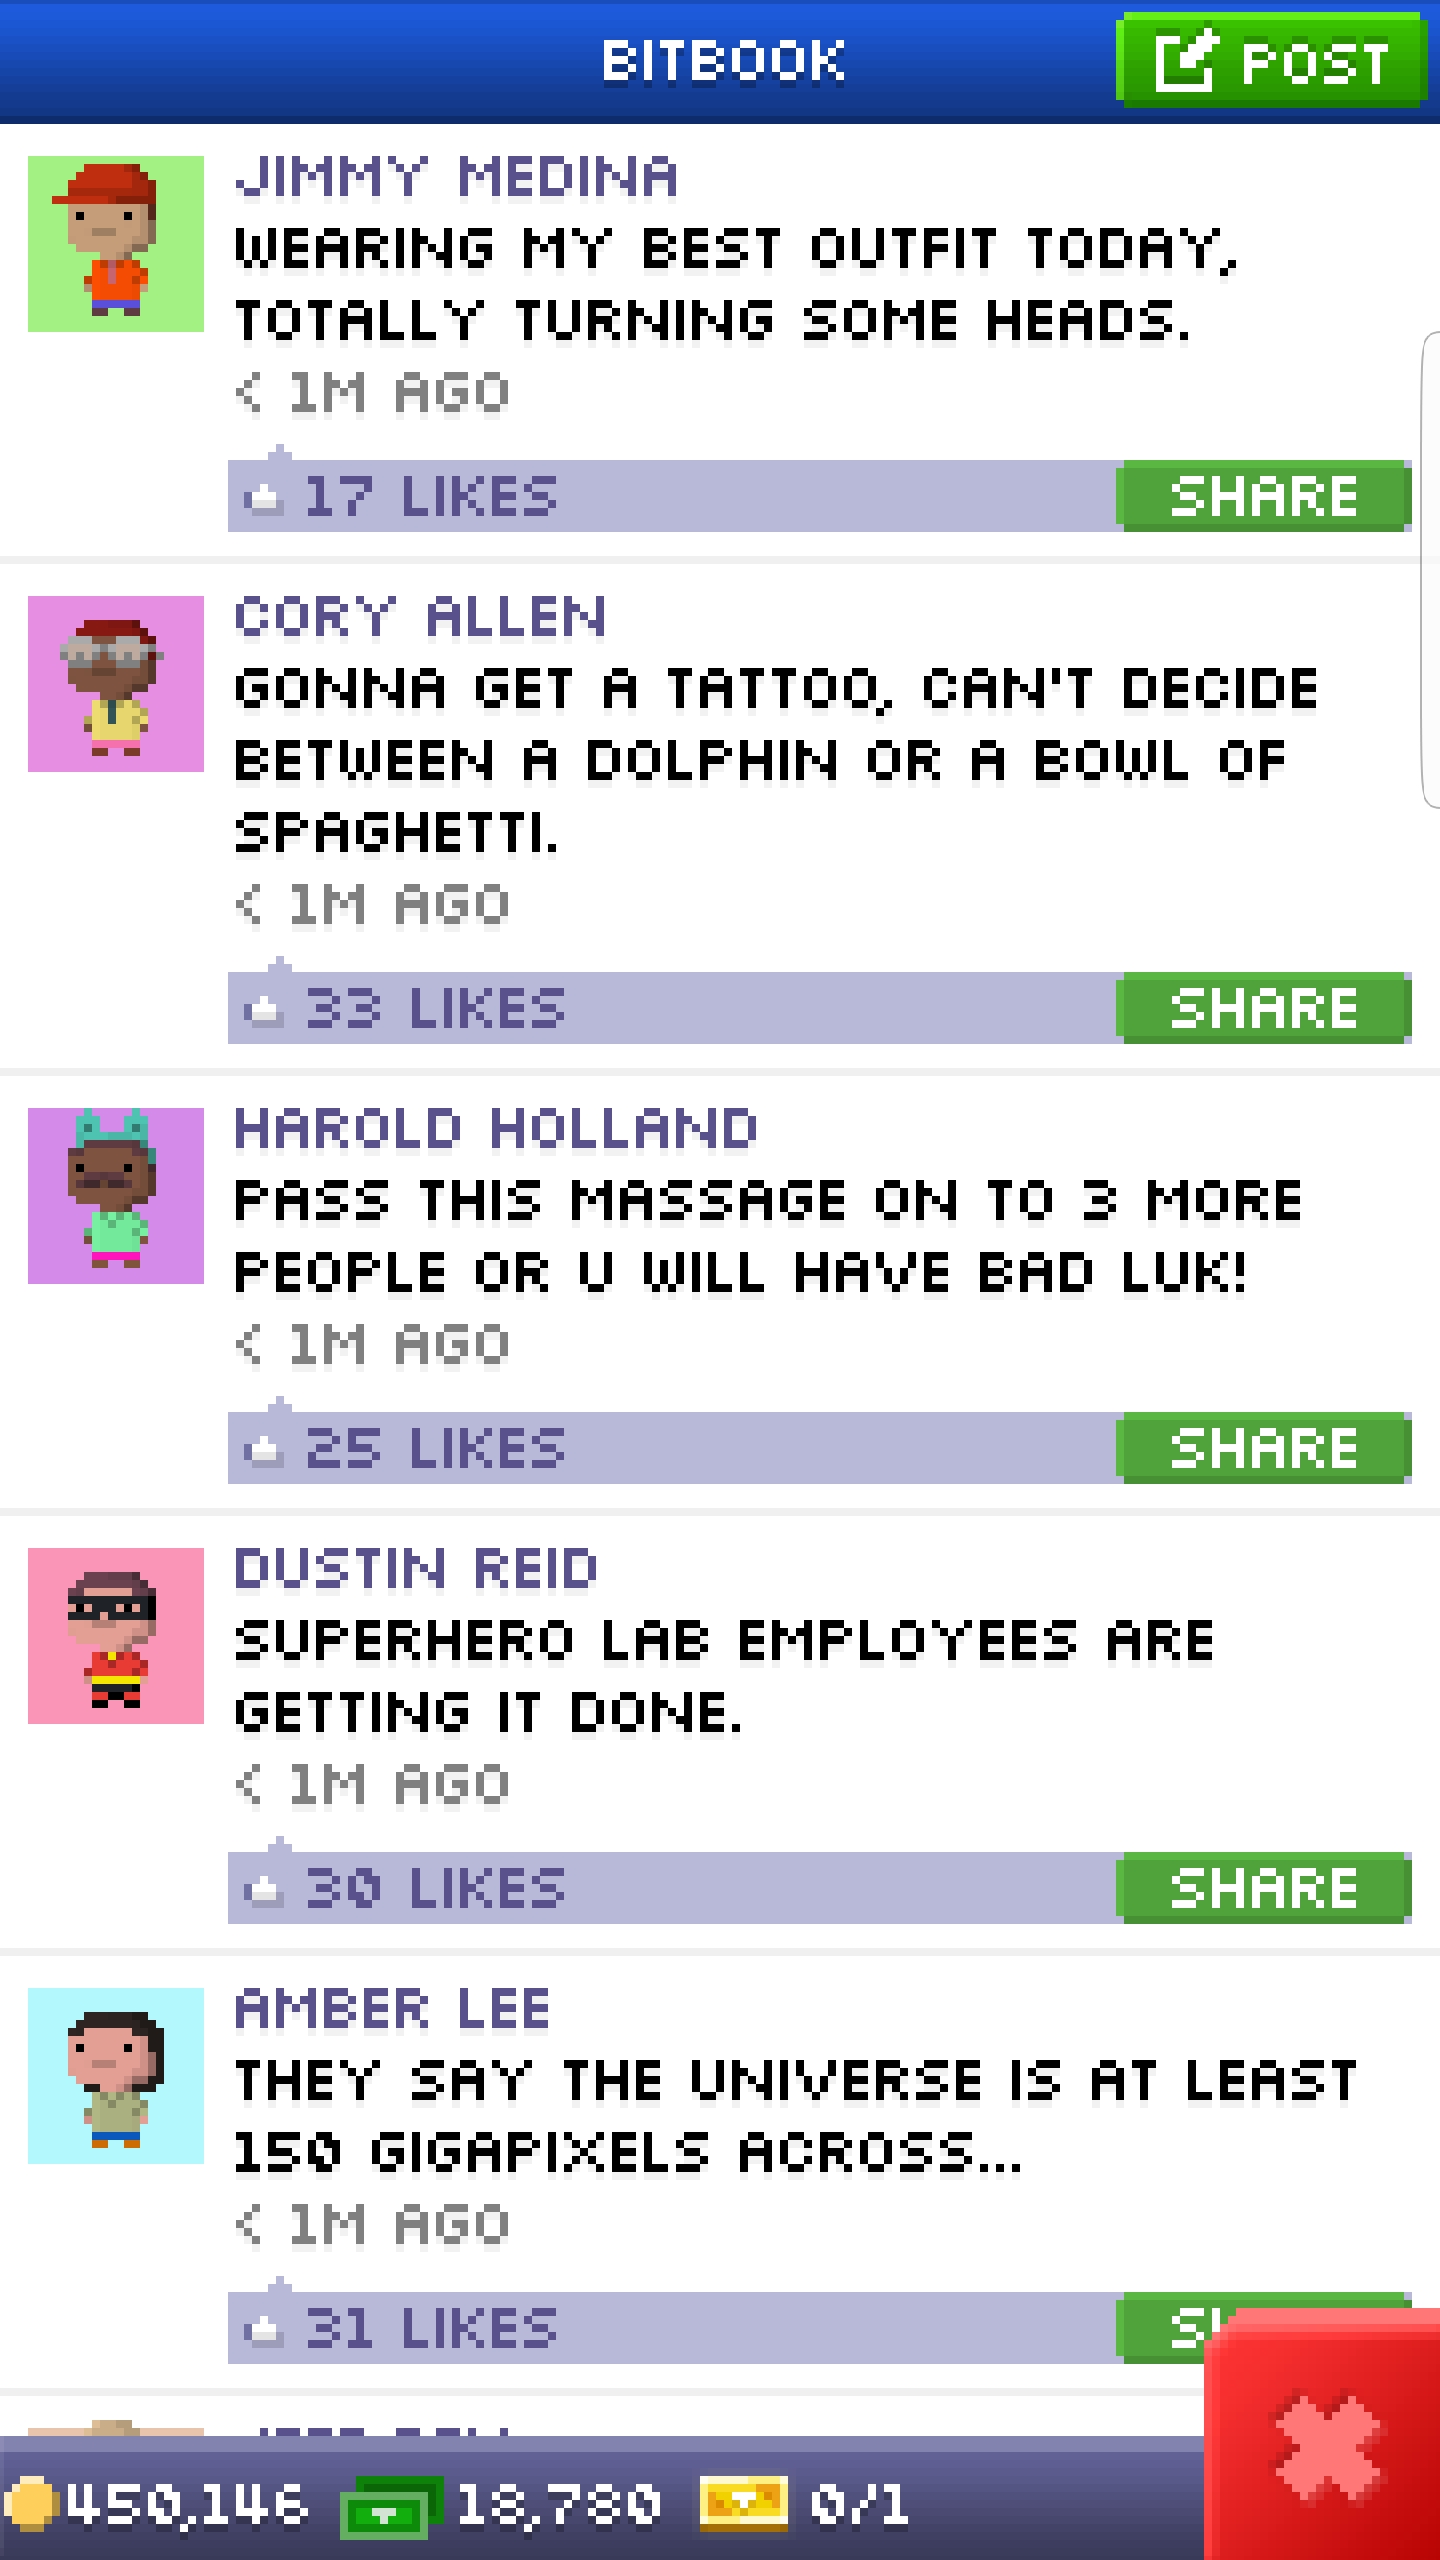 BITBOOK
POST
JIMMY MEDINA
WEARING MY BEST OUTFIT TODAY,
TOTALLY TURNING SOME HEADS.
< 1M AGO
17 LIKES
SHARE
CORY ALLEN
GONNA GET A TATTOO, CAN'T DECIDE
BETWEEN A DOLPHIN OR A BOWL OF
SPAGHETTI.
< 1M AGO
33 LIKES
SHARE
HAROLD HOLLAND
PASS THIS MASSAGE ON TO 3 MORE
PEOPLE OR U WILL HAVE BAD LUK!
< 1M AGO
25 LIKES
SHARE
DUSTIN REID
SUPERHERO LAB EMPLOYEES ARE
GETTING IT DONE.
< 1M AGO
30 LIKES
SHARE
AMBER LEE
THEY SAY THE UNIVERSE IS AT LEAST
150 GIGAPIXELS ACROSS...
< 1M AGO
31 LIKES
450,146 18,780 0/1